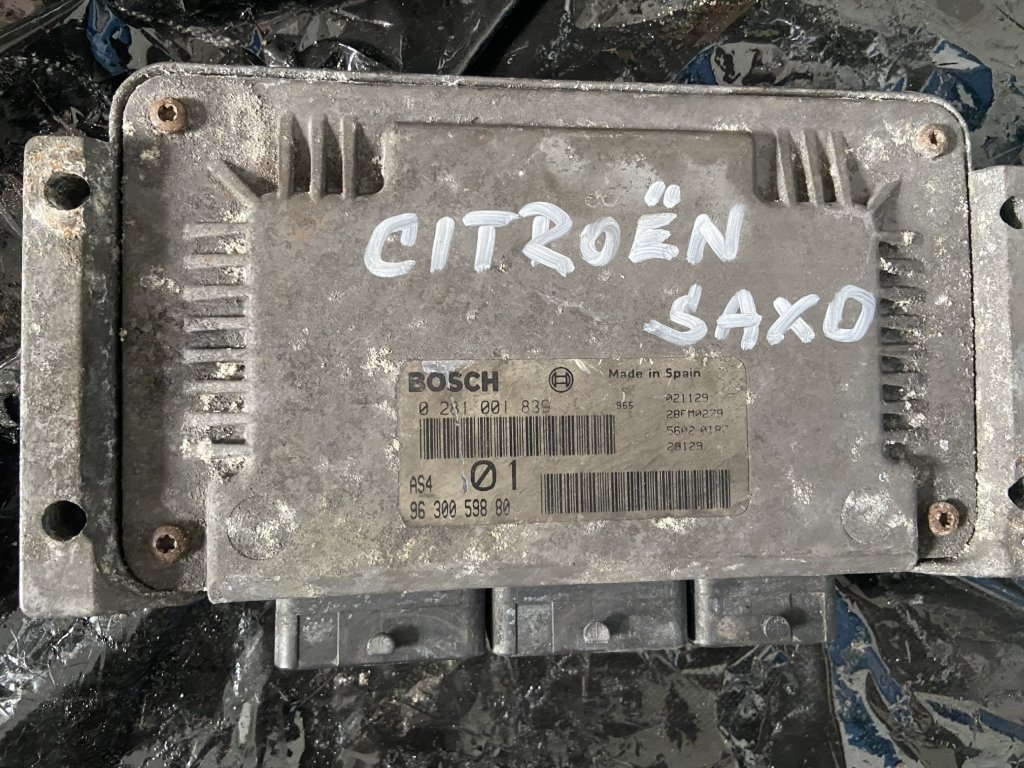 CITROËN
SAXO
BOSCH Made in Spain
0 281 001 839 965 021129
28FM0279
28129
AS4 01
96 300 598 80